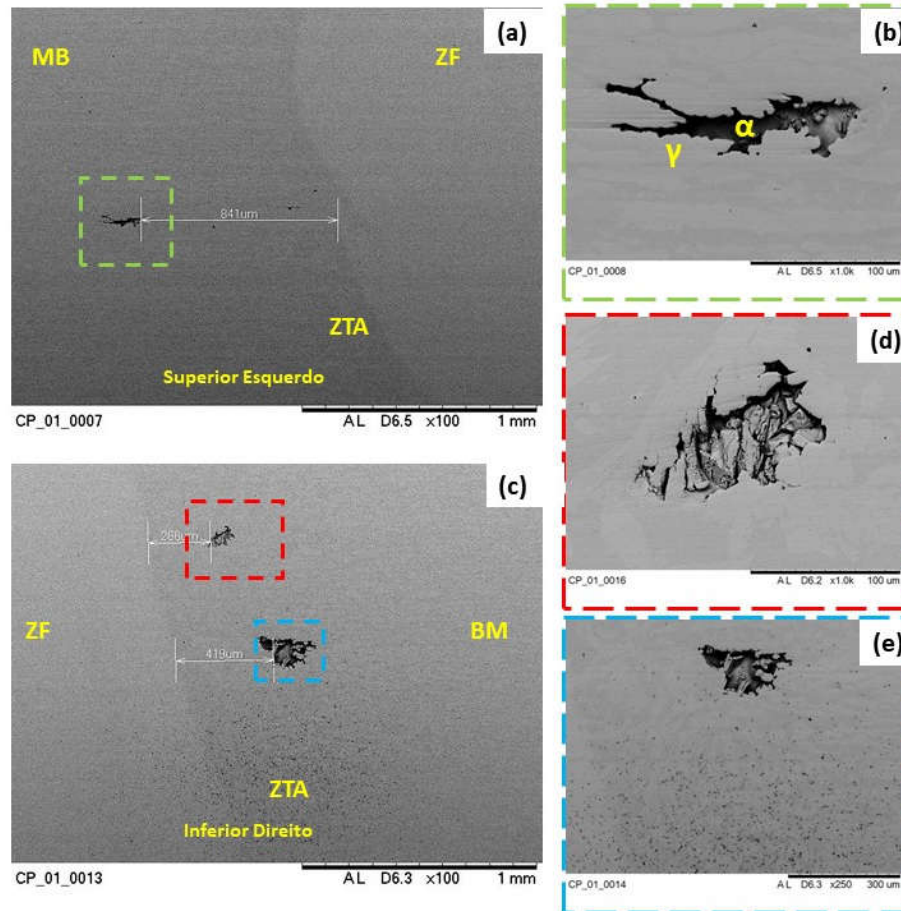 (a)
MB
ZF
841um
ZTA
Superior Esquerdo
CP_01_0007
AL D6.5 x100
1 mm
(b)
α
γ
CP_01_0008
AL D6.5 x1.0k
100 um
(c)
268um
ZF
BM
419um
ZTA
Inferior Direito
CP_01_0013
AL D6.3 x100
1 mm
(d)
CP_01_0016
AL D6.2 x1.0k
100 um
(e)
CP_01_0014
AL D6.3 x250
300 um